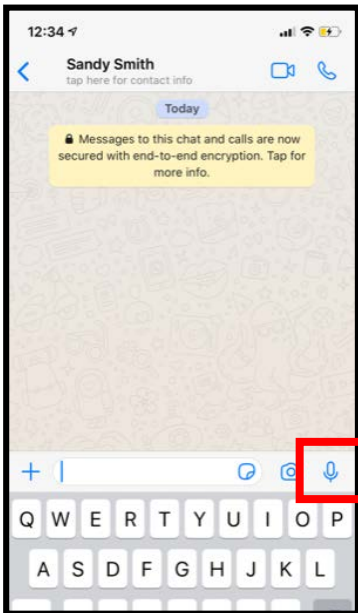 12:34
Sandy Smith
tap here for contact info
Today
Messages to this chat and calls are now
secured with end-to-end encryption. Tap for
more info.
Q W E R T Y U I O P
A S D F G H J K L